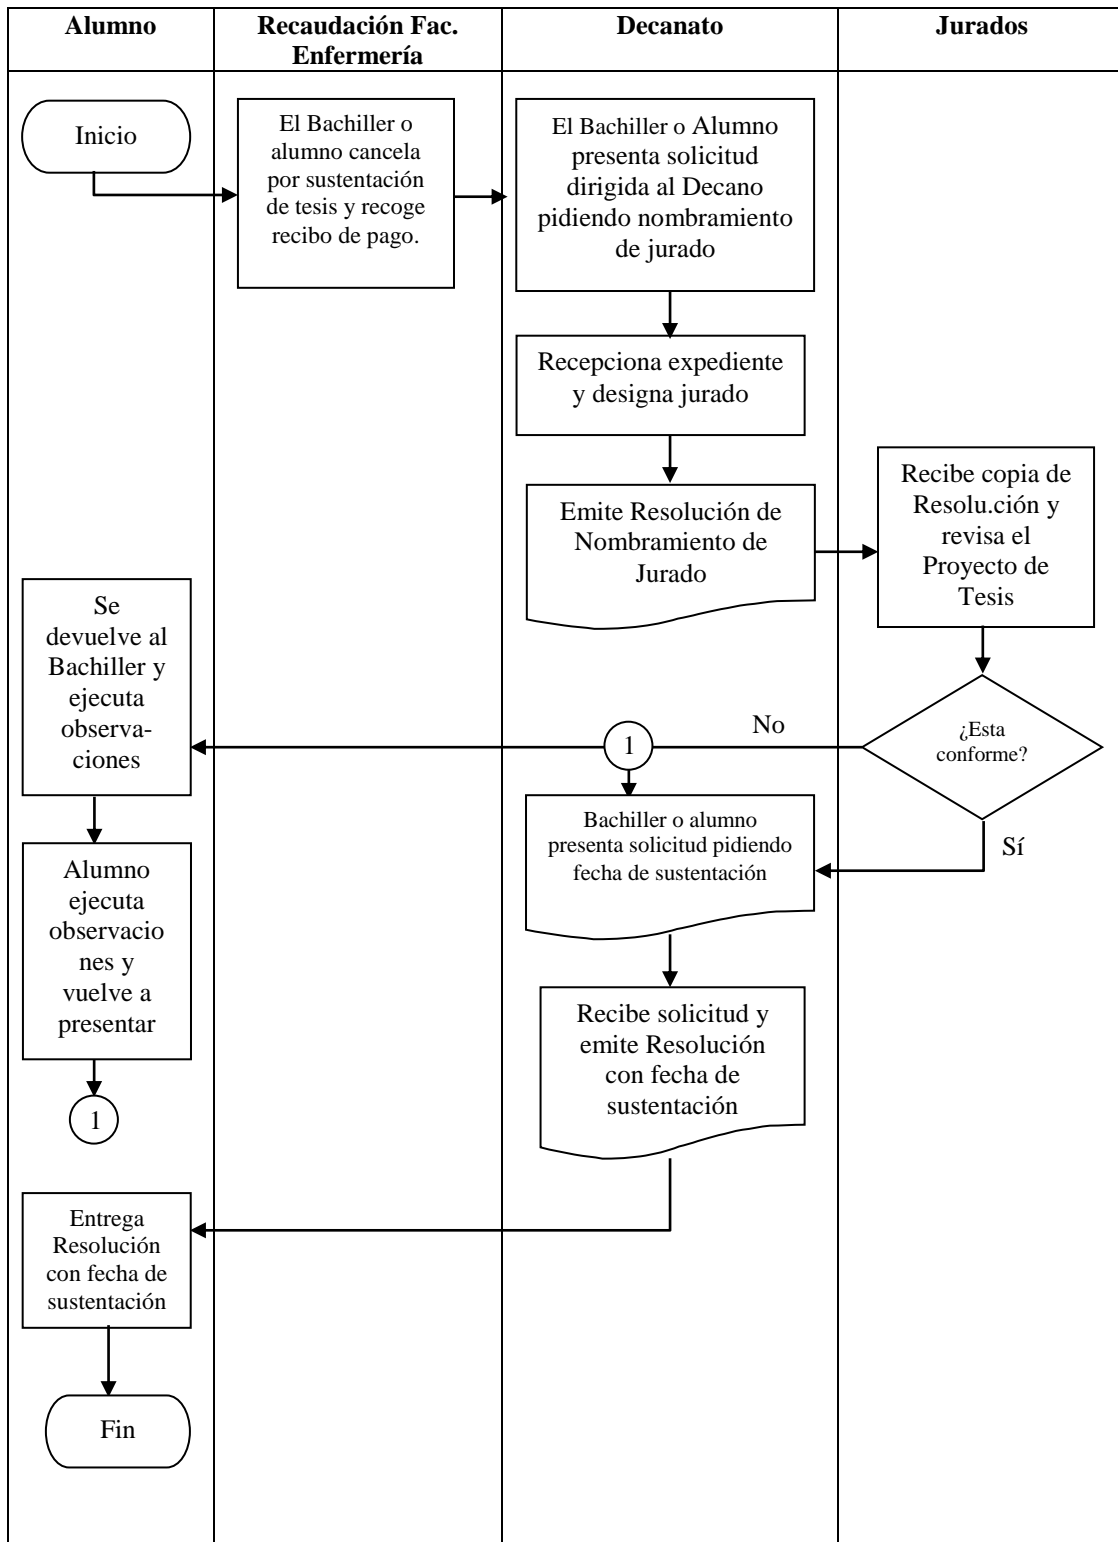 Alumno
Recaudación Fac.
Enfermería
Decanato
Jurados
Inicio
El Bachiller o
alumno cancela
por sustentación
de tesis y recoge
recibo de pago.
El Bachiller o Alumno
presenta solicitud
dirigida al Decano
pidiendo nombramiento
de jurado
Recepciona expediente
y designa jurado
Emite Resolución de
Nombramiento de
Jurado
Recibe copia de
Resolu.ción y
revisa el
Proyecto de
Tesis
¿Esta
conforme?
No
Sí
1
Se
devuelve al
Bachiller y
ejecuta
observa-
ciones
Alumno
ejecuta
observacio
nes y
vuelve a
presentar
1
Bachiller o alumno
presenta solicitud pidiendo
fecha de sustentación
Recibe solicitud y
emite Resolución
con fecha de
sustentación
Entrega
Resolución
con fecha de
sustentación
Fin